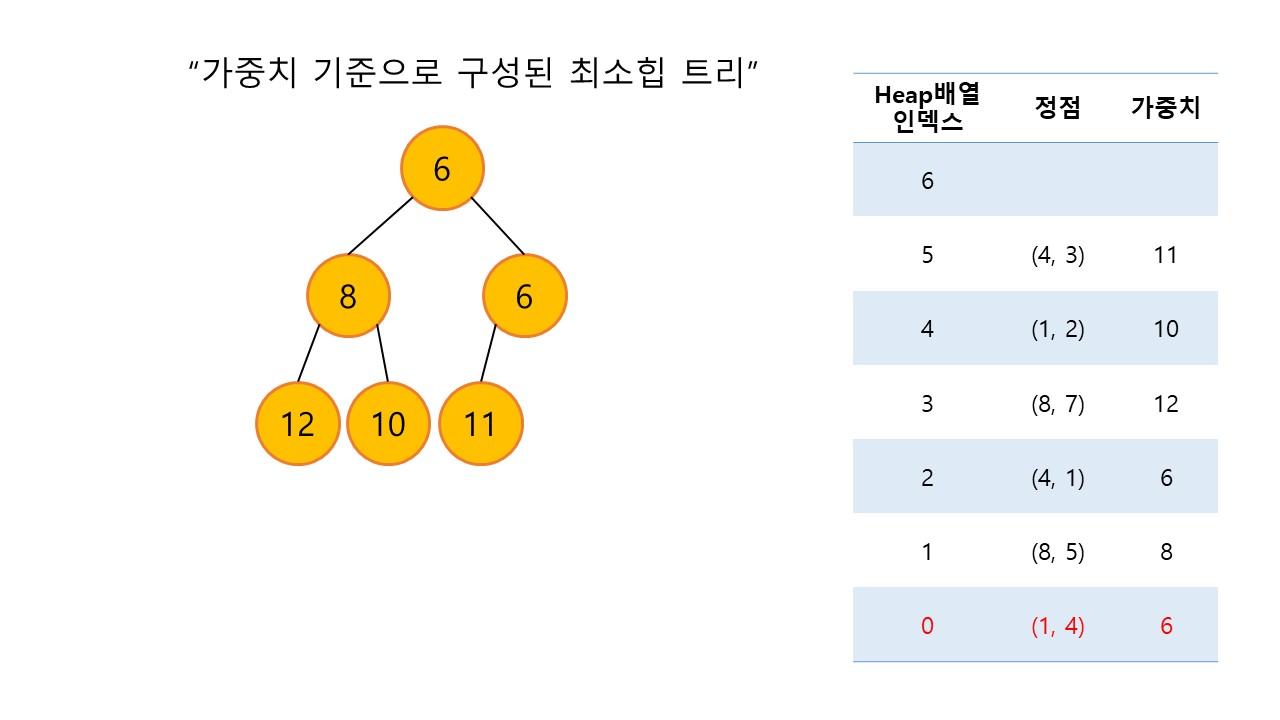 “가중치 기준으로 구성된 최소힙 트리”
6
8 6
12 10 11
Heap배열
인덱스 정점 가중치
6
5 (4, 3) 11
4 (1, 2) 10
3 (8, 7) 12
2 (4, 1) 6
1 (8, 5) 8
0 (1, 4) 6